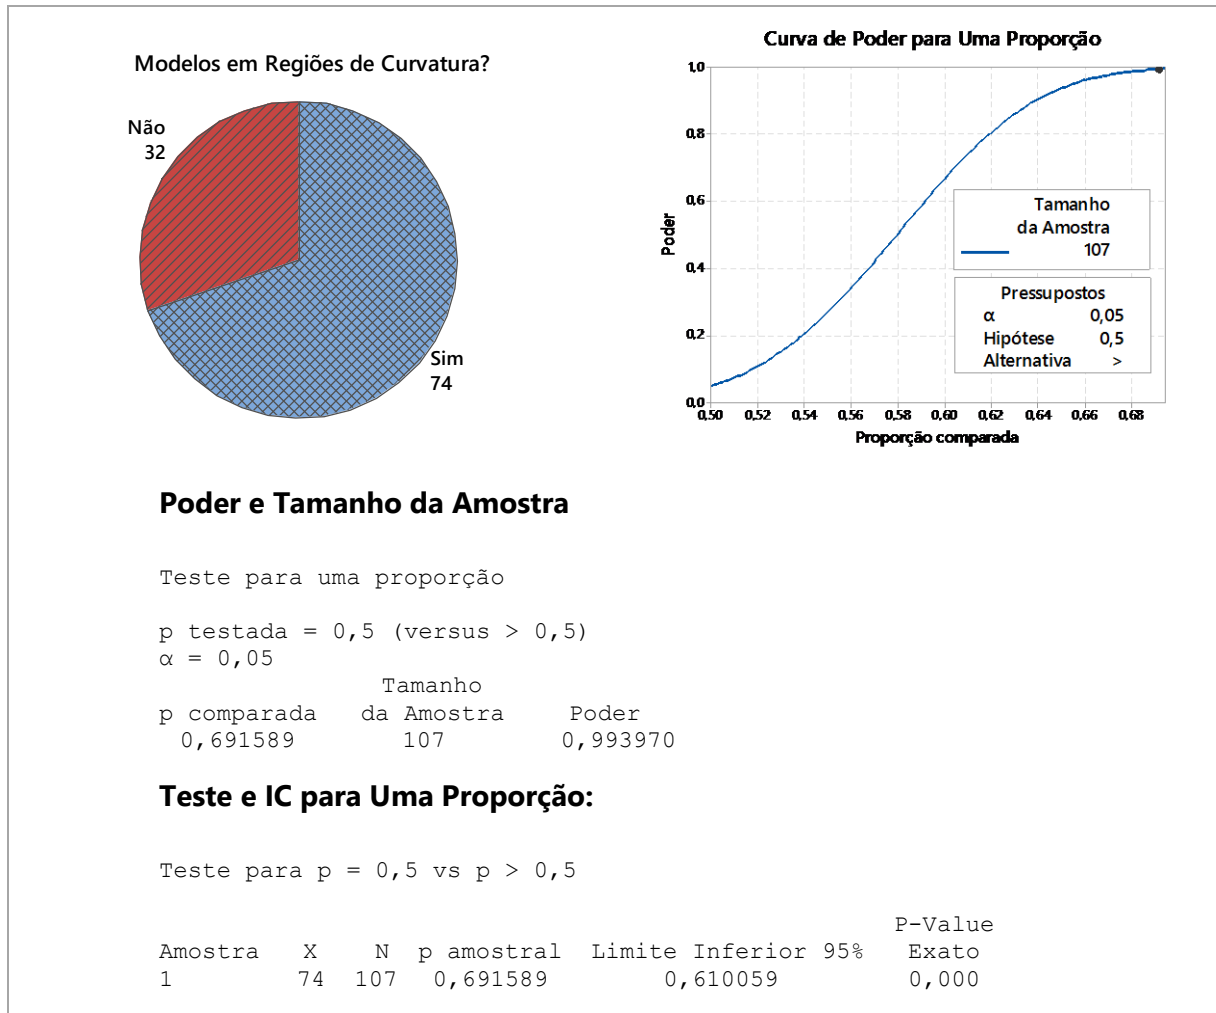 Modelos em Regiões de Curvatura?
Não
32
Sim
74
Curva de Poder para Uma Proporção
1,0
0,8
0,6
0,4
0,2
0,0
Poder
0,50 0,52 0,54 0,56 0,58 0,60 0,62 0,64 0,66 0,68
Proporção comparada
Tamanho
da Amostra
107
Pressupostos
α 0,05
Hipótese 0,5
Alternativa >
Poder e Tamanho da Amostra
Teste para uma proporção
p testada = 0,5 (versus > 0,5)
α = 0,05
Tamanho
p comparada da Amostra Poder
0,691589 107 0,993970
Teste e IC para Uma Proporção:
Teste para p = 0,5 vs p > 0,5
P-Value
Amostra X N p amostral Limite Inferior 95% Exato
1 74 107 0,691589 0,610059 0,000